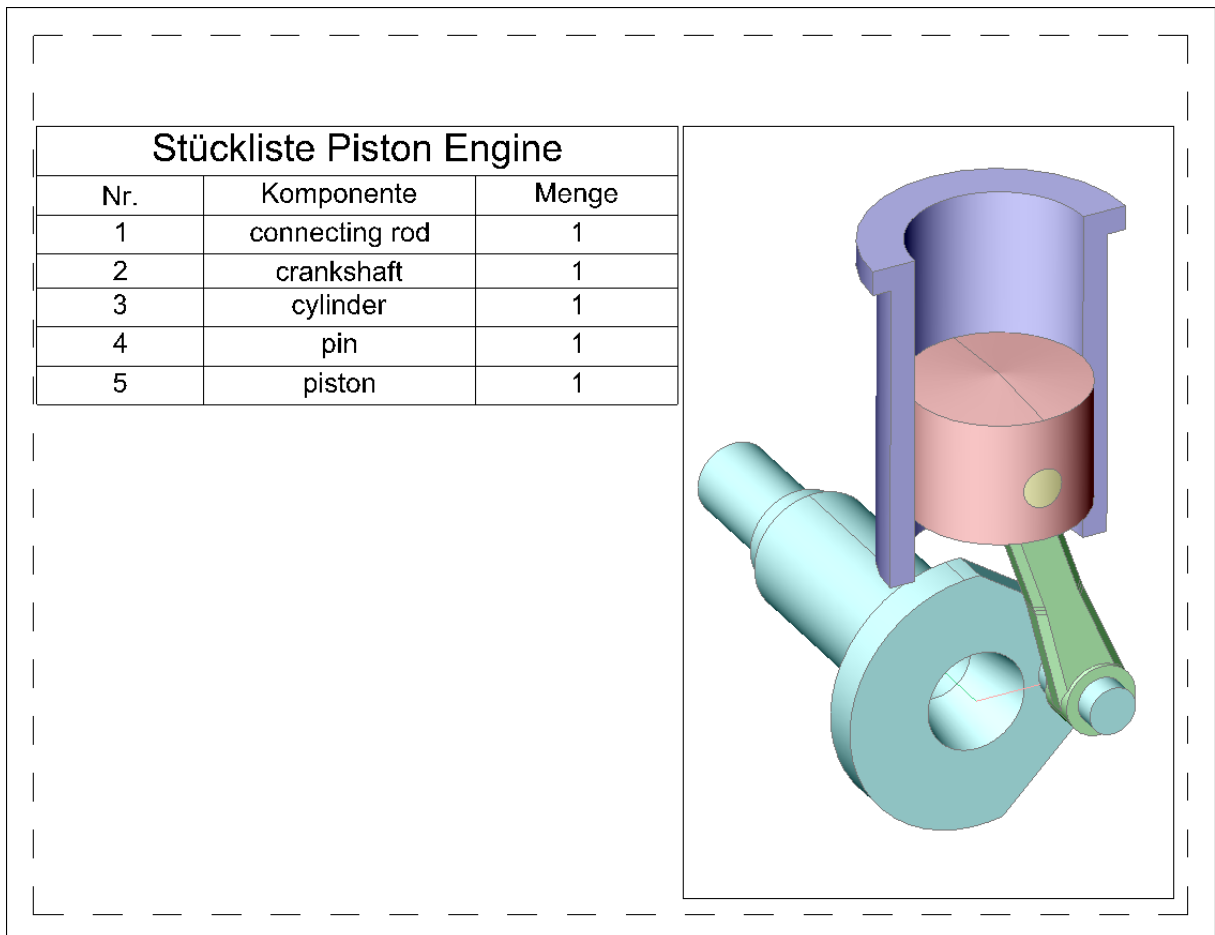 Stückliste Piston Engine
Nr. Komponente Menge
1 connecting rod 1
2 crankshaft 1
3 cylinder 1
4 pin 1
5 piston 1